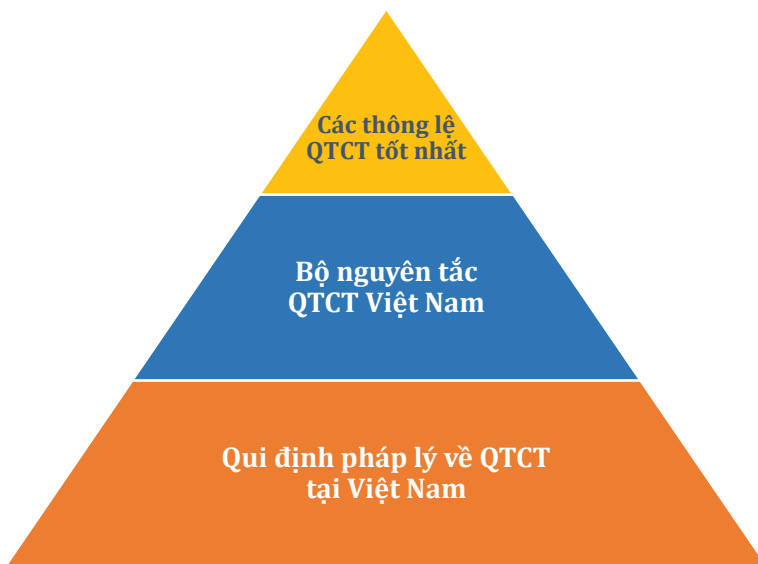 Các thông lệ
QTCT tốt nhất
Bộ nguyên tắc
QTCT Việt Nam
Qui định pháp lý về QTCT
tại Việt Nam